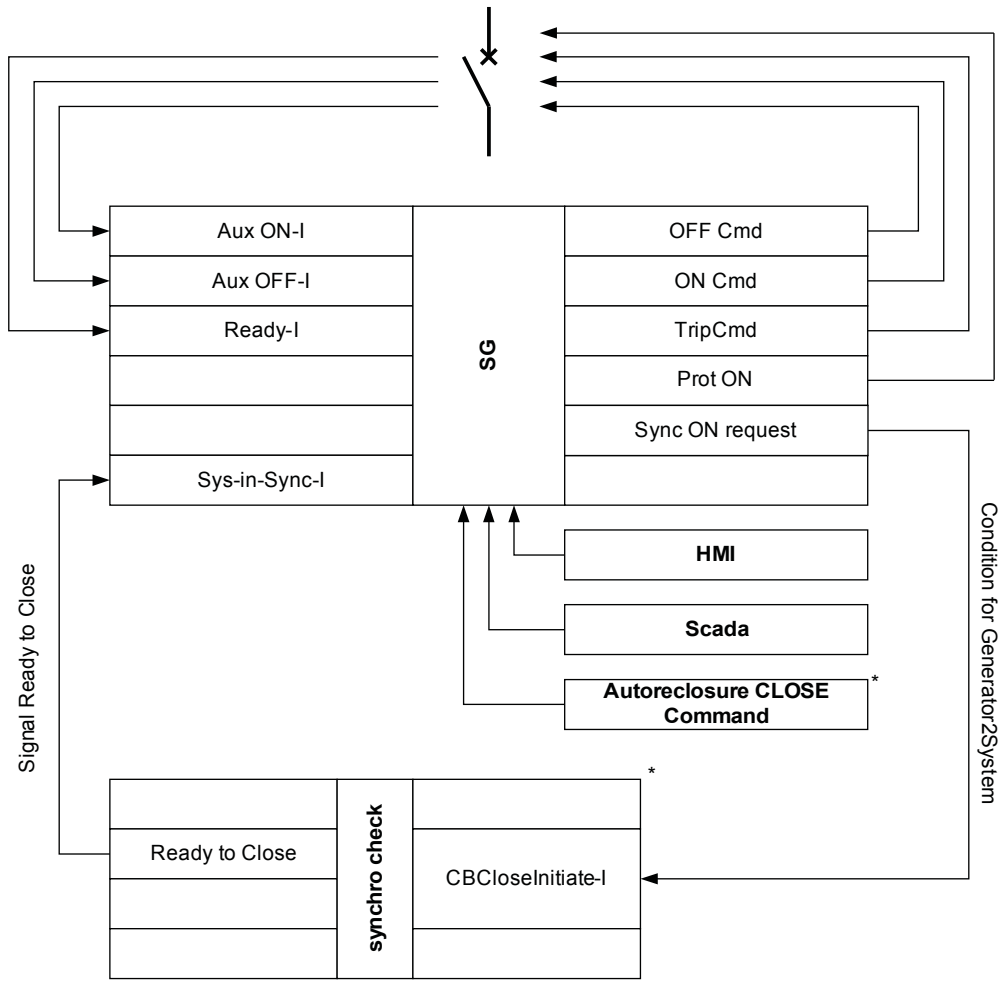 Aux ON-I
Aux OFF-I
Ready-I
Sys-in-Sync-I
SG
OFF Cmd
ON Cmd
TripCmd
Prot ON
Sync ON request
HMI
Scada
Autoreclosure CLOSE
Command
*
Signal Ready to Close
Condition for Generator2System
*
Ready to Close
synchro check
CBCloseInitiate-I